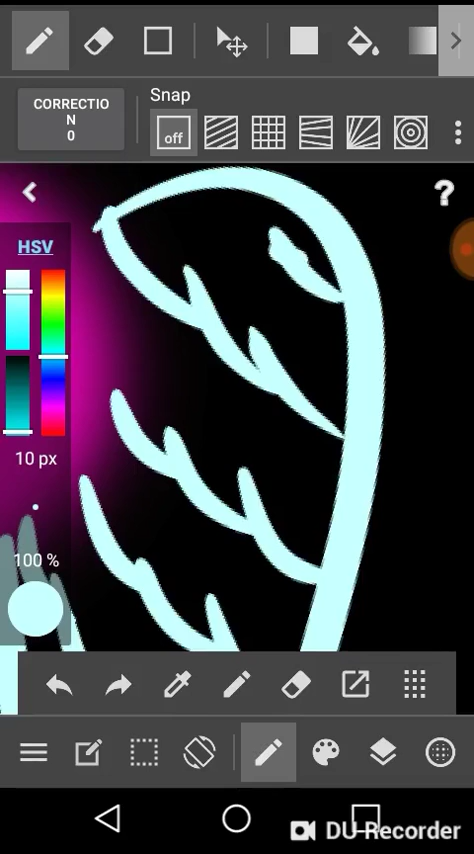 CORRECTIO
N
0
Snap
off
?
HSV
10 px
100 %
DU Recorder